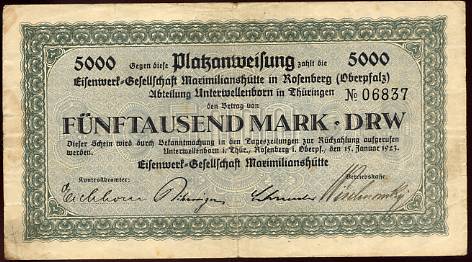 5000 Gegen diese Platzanweisung zahlt die 5000
Eisenwerk-Gesellschaft Maximilianshütte in Rosenberg (Oberpfalz)
Abteilung Unterwellenborn in Thüringen
den Betrag von № 06837
FÜNFTAUSEND MARK · DRW
Dieser Schein wird durch Bekanntmachung in den Tageszeitungen zur Rückzahlung aufgerufen
werden. Unterwellenborn i. Thür., Rosenberg i. Oberpf., den 15. Januar 1923.
Eisenwerk-Gesellschaft Maximilianshütte
Kontrollbeamter: Betriebskasse:
Eichhorn